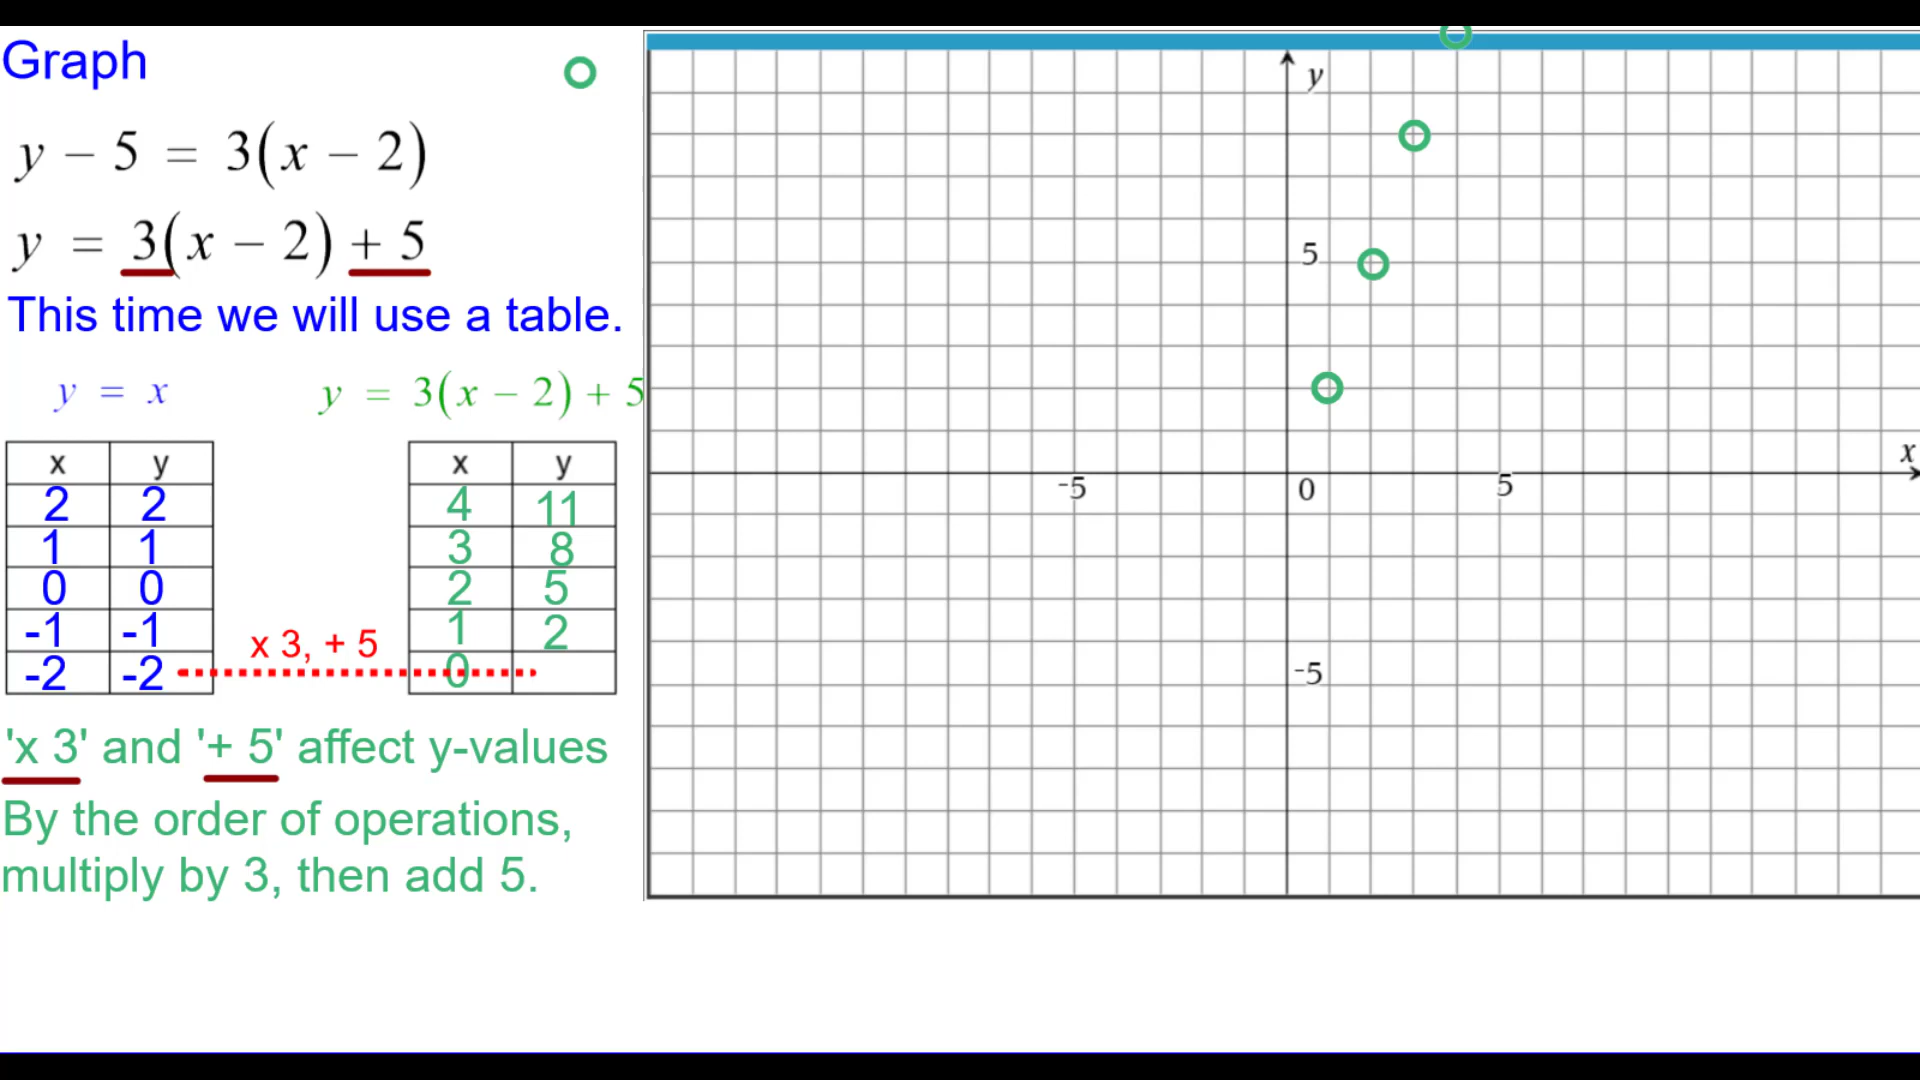 Graph
y − 5 = 3(x − 2)
y = 3(x − 2) + 5
This time we will use a table.
y = x
y = 3(x − 2) + 5
x y
2 2
1 1
0 0
-1 -1
-2 -2
x 3, + 5
x y
4 11
3 8
2 5
1 2
0
'x 3' and '+ 5' affect y-values
By the order of operations,
multiply by 3, then add 5.
y
5
x
-5 0 5
-5